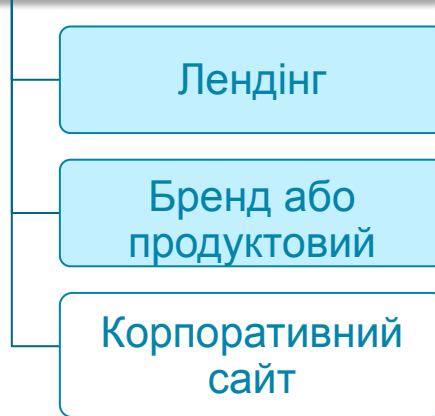 Лендінг
Бренд або
продуктовий
Корпоративний
сайт